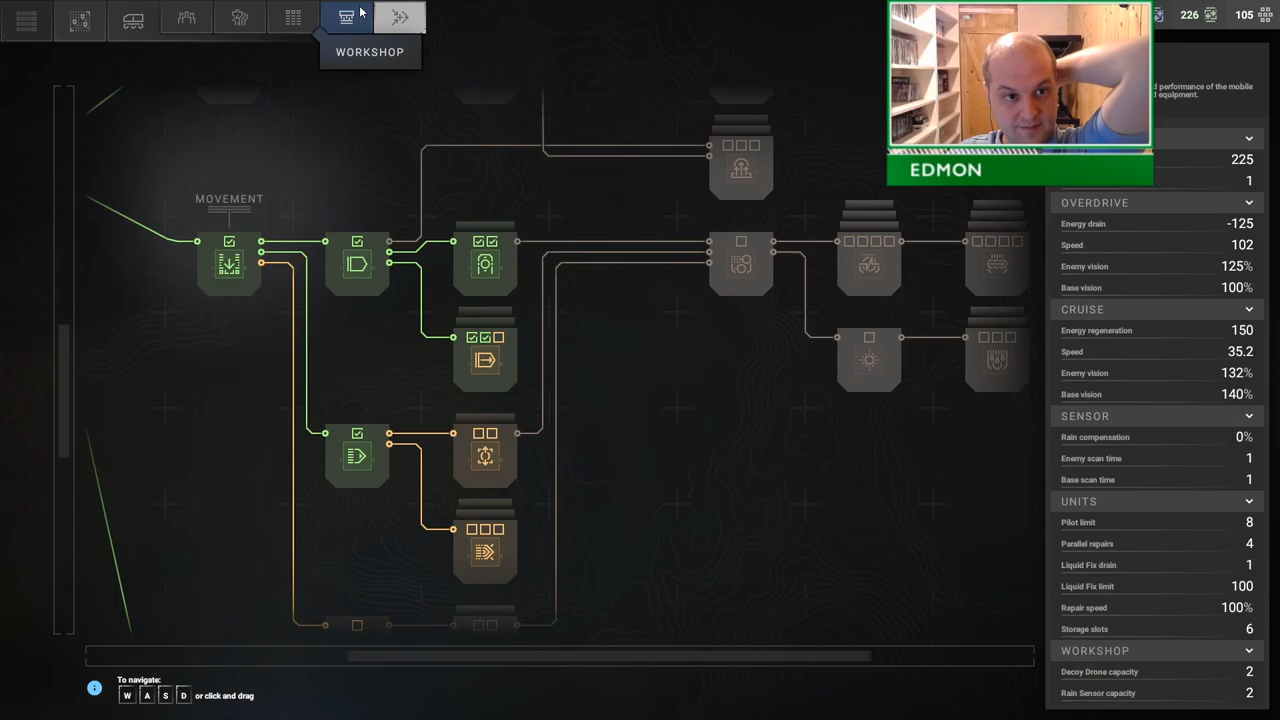 226
105
WORKSHOP
EDMON
and performance of the mobile
equipment.
225
1
MOVEMENT
OVERDRIVE
Energy drain -125
Speed 102
Enemy vision 125%
Base vision 100%
CRUISE
Energy regeneration 150
Speed 35.2
Enemy vision 132%
Base vision 140%
SENSOR
Rain compensation 0%
Enemy scan time 1
Base scan time 1
UNITS
Pilot limit 8
Parallel repairs 4
Liquid Fix drain 1
Liquid Fix limit 100
Repair speed 100%
Storage slots 6
WORKSHOP
Decoy Drone capacity 2
Rain Sensor capacity 2
To navigate:
W A S D or click and drag